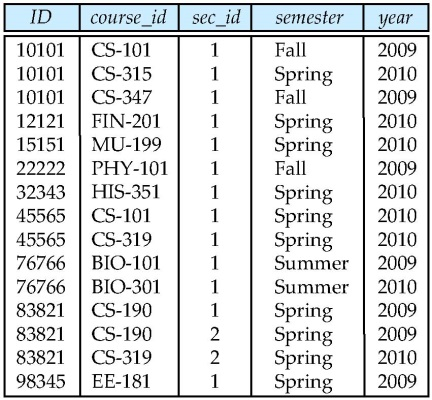 ID course_id sec_id semester year
10101 CS-101 1 Fall 2009
10101 CS-315 1 Spring 2010
10101 CS-347 1 Fall 2009
12121 FIN-201 1 Spring 2010
15151 MU-199 1 Spring 2010
22222 PHY-101 1 Fall 2009
32343 HIS-351 1 Spring 2010
45565 CS-101 1 Spring 2010
45565 CS-319 1 Spring 2010
76766 BIO-101 1 Summer 2009
76766 BIO-301 1 Summer 2010
83821 CS-190 1 Spring 2009
83821 CS-190 2 Spring 2009
83821 CS-319 2 Spring 2010
98345 EE-181 1 Spring 2009